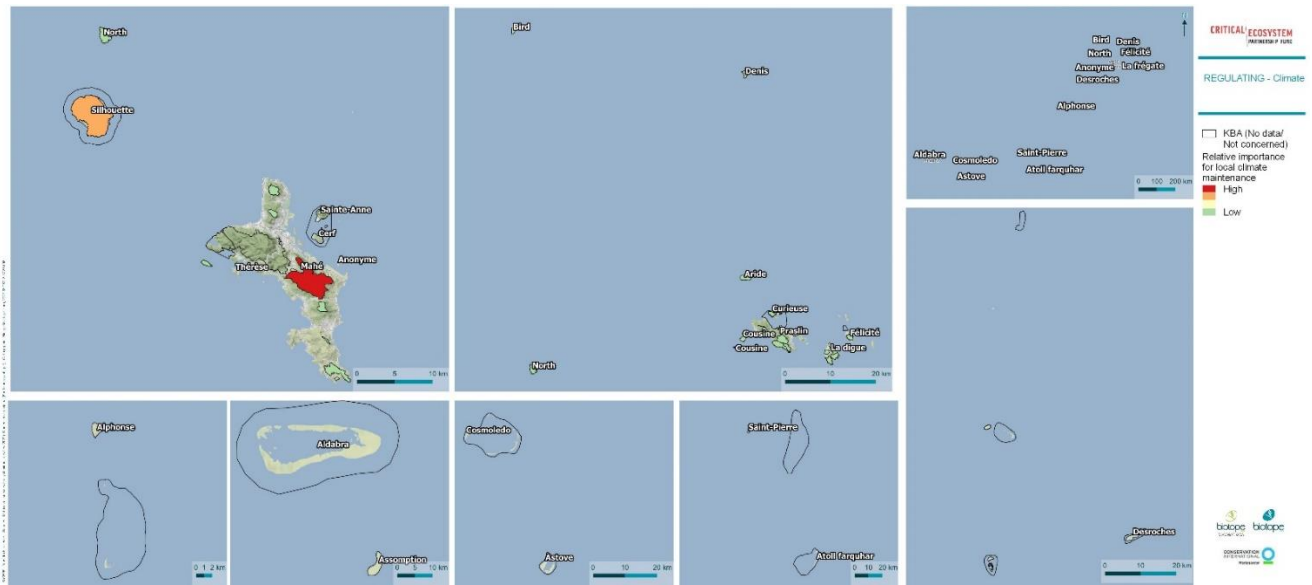 North
Silhouette
Sainte-Anne
Cerf
Anonyme
Thérèse
Mahé
0 5 10 km
Bird
Denis
Aride
Curieuse
Cousine
Praslin
Félicité
Cousine
La digue
North
0 10 20 km
Bird
Denis
North
Félicité
Anonyme
La frégate
Desroches
Alphonse
Aldabra
Cosmoledo
Saint-Pierre
Astove
Atoll farquhar
0 100 200 km
Alphonse
0 1 2 km
Aldabra
Assomption
0 5 10 km
Cosmoledo
Astove
0 10 20 km
Saint-Pierre
Atoll farquhar
0 10 20 km
Desroches
0 10 20 km
CRITICAL ECOSYSTEM
PARTNERSHIP FUND
REGULATING - Climate
KBA (No data/
Not concerned)
Relative importance
for local climate
maintenance
High
Low
biotope
biotope
CONSERVATION
INTERNATIONAL